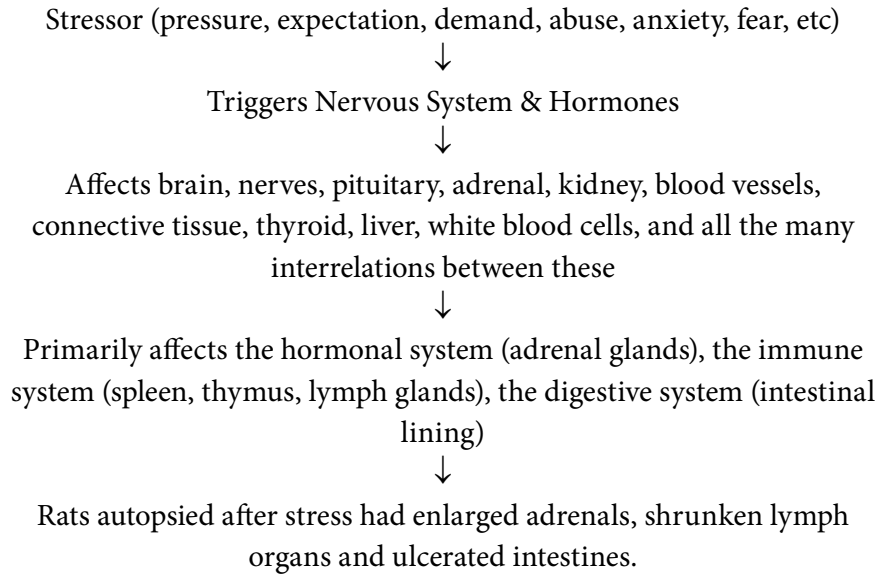 Stressor (pressure, expectation, demand, abuse, anxiety, fear, etc)
↓
Triggers Nervous System & Hormones
↓
Affects brain, nerves, pituitary, adrenal, kidney, blood vessels,
connective tissue, thyroid, liver, white blood cells, and all the many
interrelations between these
↓
Primarily affects the hormonal system (adrenal glands), the immune
system (spleen, thymus, lymph glands), the digestive system (intestinal
lining)
↓
Rats autopsied after stress had enlarged adrenals, shrunken lymph
organs and ulcerated intestines.